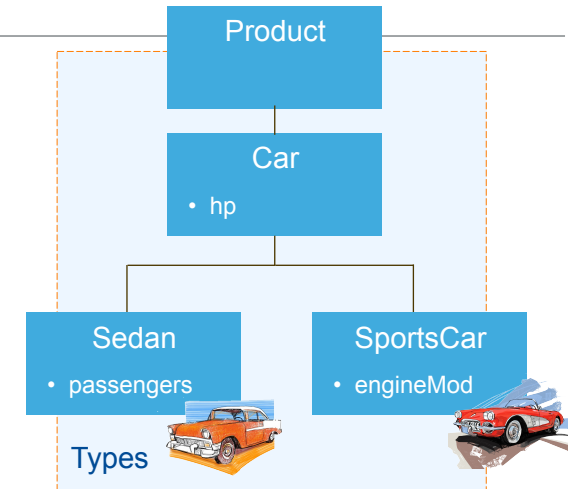 Product
Car
• hp
Sedan
• passengers
SportsCar
• engineMod
Types